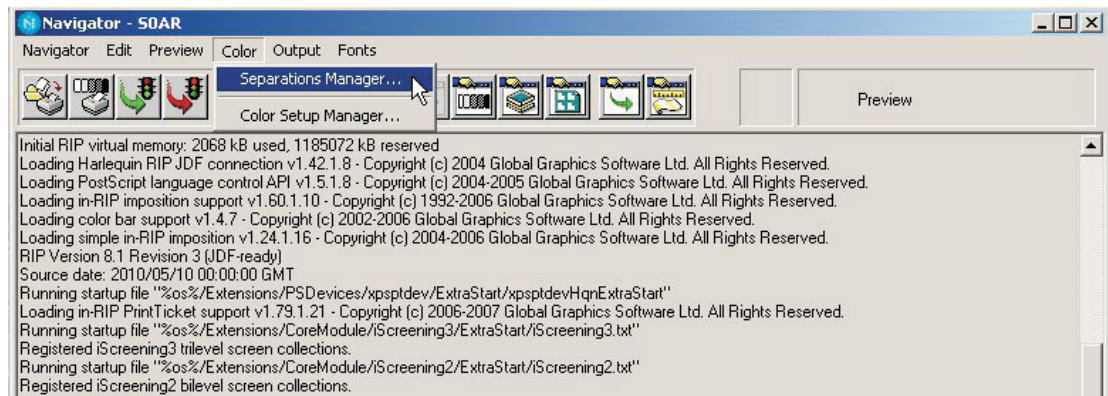 Navigator - SOAR
Navigator Edit Preview Color Output Fonts
Separations Manager...
Color Setup Manager...
Preview
Initial RIP virtual memory: 2068 kB used, 1185072 kB reserved
Loading Harlequin RIP JDF connection v1.42.1.8 - Copyright (c) 2004 Global Graphics Software Ltd. All Rights Reserved.
Loading PostScript language control API v1.5.1.8 - Copyright (c) 2004-2005 Global Graphics Software Ltd. All Rights Reserved.
Loading in-RIP imposition support v1.60.1.10 - Copyright (c) 1992-2006 Global Graphics Software Ltd. All Rights Reserved.
Loading color bar support v1.4.7 - Copyright (c) 2002-2006 Global Graphics Software Ltd. All Rights Reserved.
Loading simple in-RIP imposition v1.24.1.16 - Copyright (c) 2004-2006 Global Graphics Software Ltd. All Rights Reserved.
RIP Version 8.1 Revision 3 (JDF-ready)
Source date: 2010/05/10 00:00:00 GMT
Running startup file "%os%/Extensions/PSDevices/xpsptdev/ExtraStart/xpsptdevHqnExtraStart"
Loading in-RIP PrintTicket support v1.79.1.21 - Copyright (c) 2006-2007 Global Graphics Software Ltd. All Rights Reserved.
Running startup file "%os%/Extensions/CoreModule/iScreening3/ExtraStart/iScreening3.txt"
Registered iScreening3 trilevel screen collections.
Running startup file "%os%/Extensions/CoreModule/iScreening2/ExtraStart/iScreening2.txt"
Registered iScreening2 bilevel screen collections.